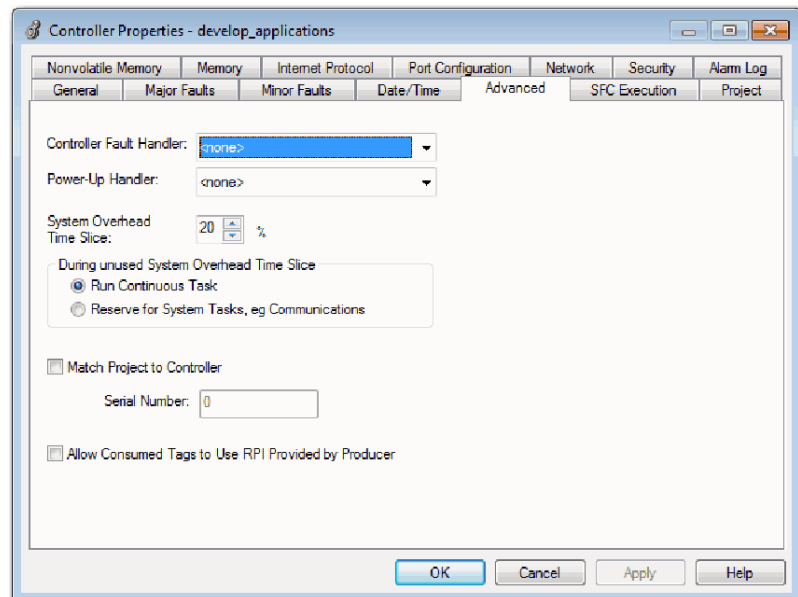 Controller Properties - develop_applications
Nonvolatile Memory Memory Internet Protocol Port Configuration Network Security Alarm Log
General Major Faults Minor Faults Date/Time Advanced SFC Execution Project
Controller Fault Handler: <none>
Power-Up Handler: <none>
System Overhead
Time Slice: 20 %
During unused System Overhead Time Slice
Run Continuous Task
Reserve for System Tasks, eg Communications
Match Project to Controller
Serial Number: 0
Allow Consumed Tags to Use RPI Provided by Producer
OK Cancel Apply Help